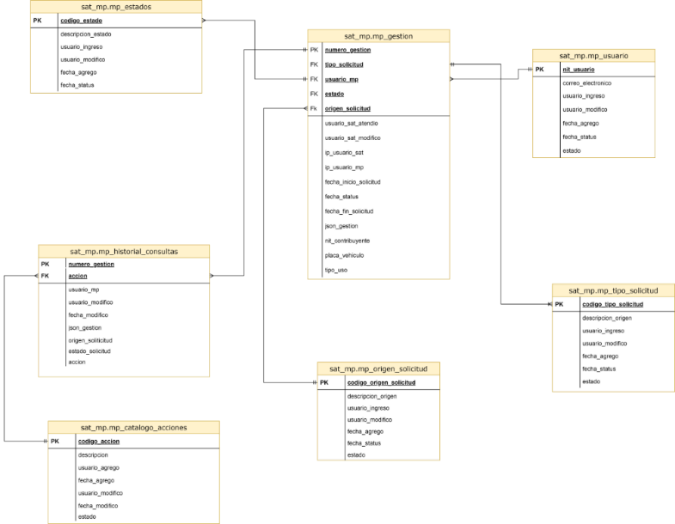 sat_mp.mp_estados
PK codigo_estado
descripcion_estado
usuario_ingreso
usuario_modifico
fecha_agrego
fecha_status
sat_mp.mp_gestion
PK numero_gestion
FK tipo_solicitud
FK usuario_mp
FK estado
Fk origen_solicitud
usuario_sat_atendio
usuario_sat_modifico
ip_usuario_sat
ip_usuario_mp
fecha_inicio_solicitud
fecha_status
fecha_fin_solicitud
json_gestion
nit_contribuyente
placa_vehiculo
tipo_uso
sat_mp.mp_usuario
PK nit_usuario
correo_electronico
usuario_ingreso
usuario_modifico
fecha_agrego
fecha_status
estado
sat_mp.mp_historial_consultas
PK numero_gestion
FK accion
usuario_mp
usuario_modifico
fecha_modifico
json_gestion
origen_soliticitud
estado_solicitud
accion
sat_mp.mp_tipo_solicitud
PK codigo_tipo_solicitud
descripcion_origen
usuario_ingreso
usuario_modifico
fecha_agrego
fecha_status
estado
sat_mp.mp_origen_solicitud
PK codigo_origen_solicitud
descripcion_origen
usuario_ingreso
usuario_modifico
fecha_agrego
fecha_status
estado
sat_mp.mp_catalogo_acciones
PK codigo_accion
descripcion
usuario_agrego
fecha_agrego
usuario_modifico
fecha_modifico
estado